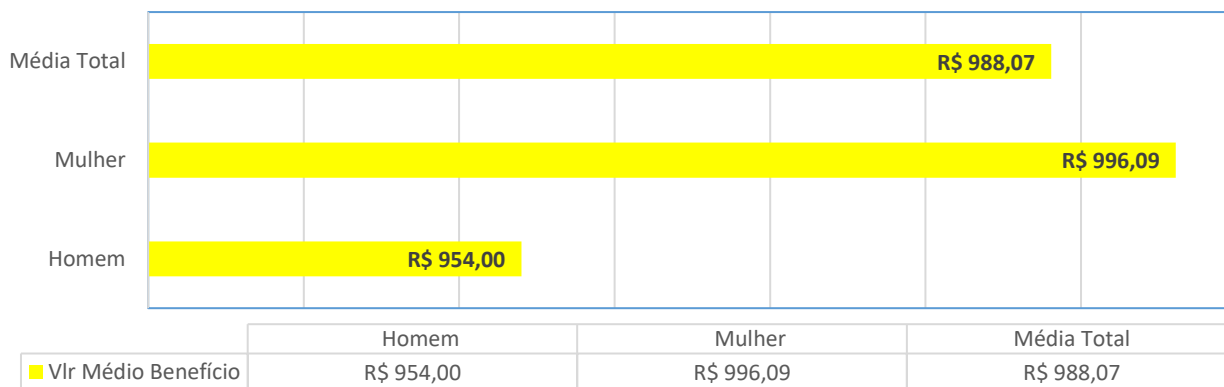 Média Total
R$ 988,07
Mulher
R$ 996,09
Homem
R$ 954,00
Homem Mulher Média Total
Vlr Médio Benefício R$ 954,00 R$ 996,09 R$ 988,07